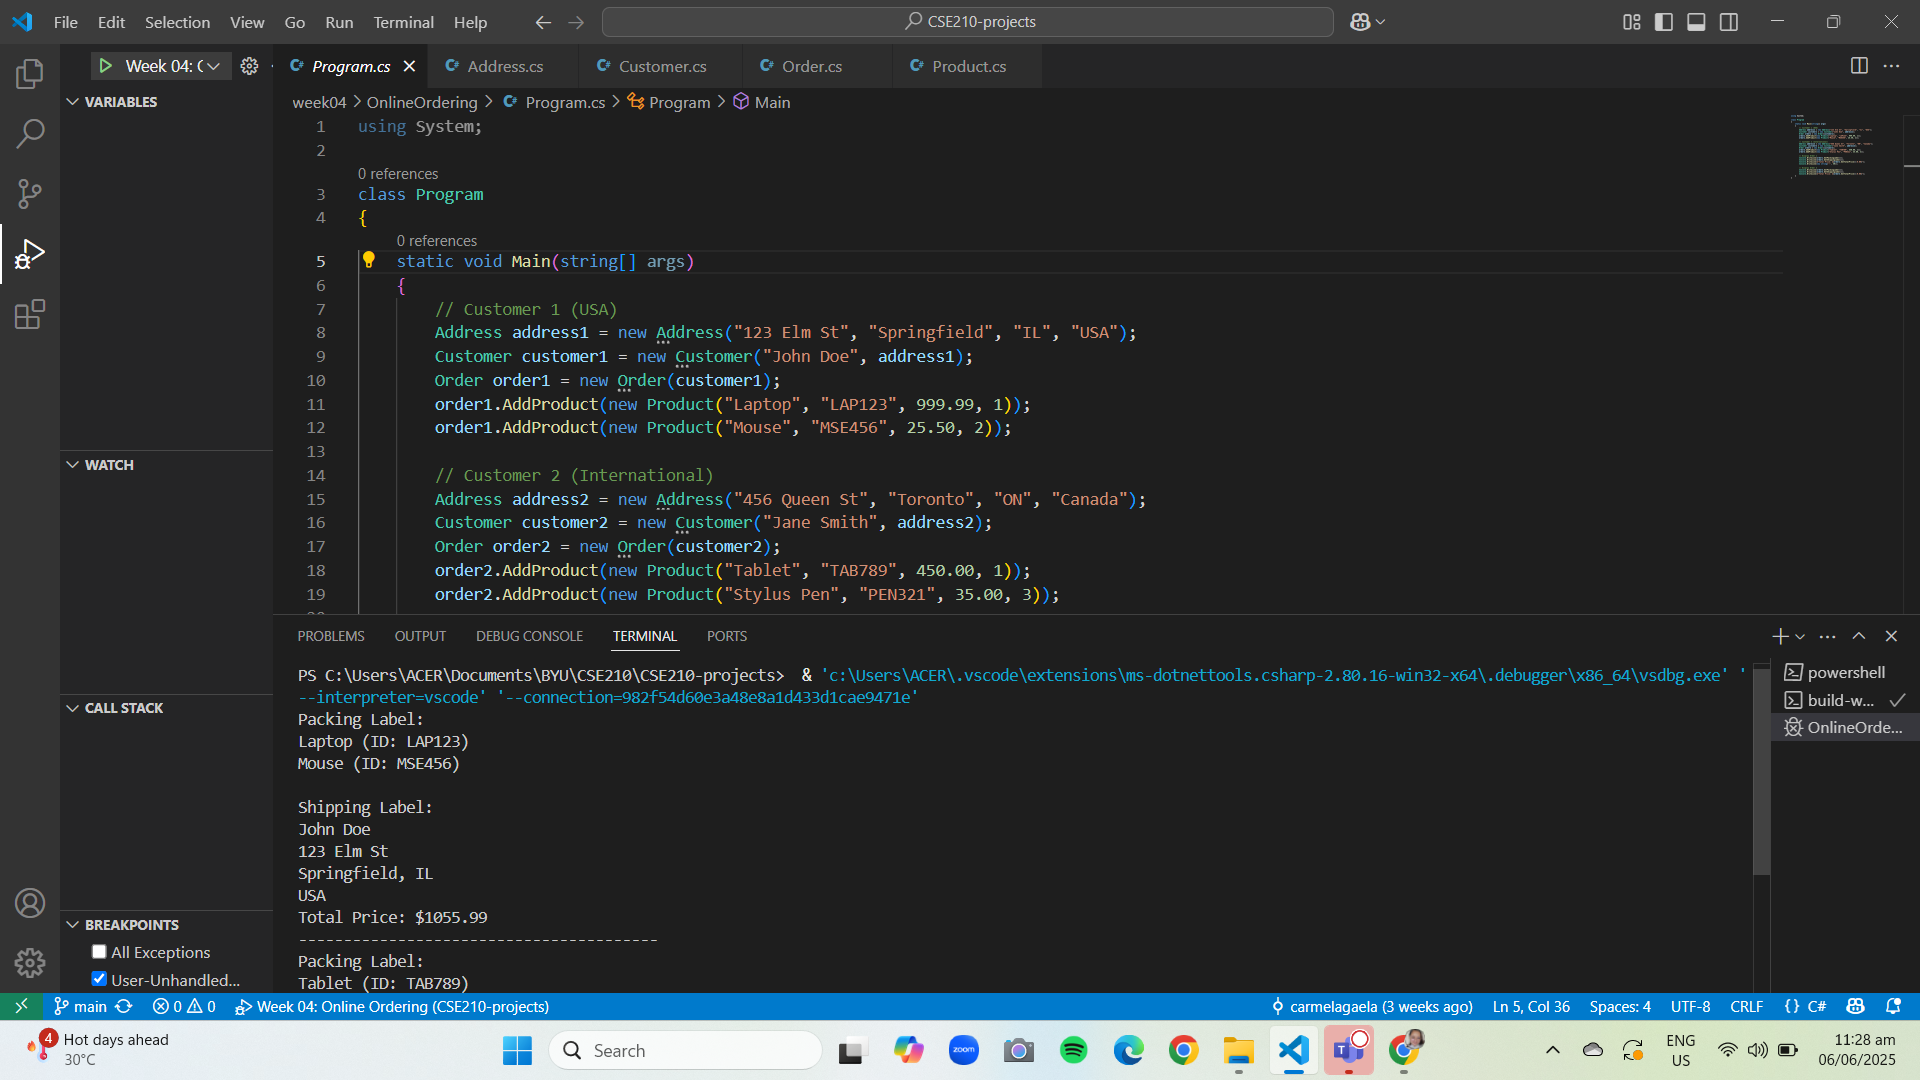 File Edit Selection View Go Run Terminal Help
CSE210-projects
Week 04: C
Program.cs
Address.cs
Customer.cs
Order.cs
Product.cs
week04 > OnlineOrdering > Program.cs > Program > Main
VARIABLES
WATCH
CALL STACK
BREAKPOINTS
All Exceptions
User-Unhandled...
1 using System;
2
0 references
3 class Program
4 {
0 references
5 static void Main(string[] args)
6 {
7 // Customer 1 (USA)
8 Address address1 = new Address("123 Elm St", "Springfield", "IL", "USA");
9 Customer customer1 = new Customer("John Doe", address1);
10 Order order1 = new Order(customer1);
11 order1.AddProduct(new Product("Laptop", "LAP123", 999.99, 1));
12 order1.AddProduct(new Product("Mouse", "MSE456", 25.50, 2));
13
14 // Customer 2 (International)
15 Address address2 = new Address("456 Queen St", "Toronto", "ON", "Canada");
16 Customer customer2 = new Customer("Jane Smith", address2);
17 Order order2 = new Order(customer2);
18 order2.AddProduct(new Product("Tablet", "TAB789", 450.00, 1));
19 order2.AddProduct(new Product("Stylus Pen", "PEN321", 35.00, 3));
PROBLEMS OUTPUT DEBUG CONSOLE TERMINAL PORTS
PS C:\Users\ACER\Documents\BYU\CSE210\CSE210-projects> & 'c:\Users\ACER\.vscode\extensions\ms-dotnettools.csharp-2.80.16-win32-x64\.debugger\x86_64\vsdbg.exe' '
--interpreter=vscode' '--connection=982f54d60e3a48e8a1d433d1cae9471e'
Packing Label:
Laptop (ID: LAP123)
Mouse (ID: MSE456)
Shipping Label:
John Doe
123 Elm St
Springfield, IL
USA
Total Price: $1055.99
----------------------------------------
Packing Label:
Tablet (ID: TAB789)
powershell
build-w...
OnlineOrde...
main
0 0
Week 04: Online Ordering (CSE210-projects)
carmelagaela (3 weeks ago)
Ln 5, Col 36
Spaces: 4
UTF-8
CRLF
{} C#
4
Hot days ahead
30°C
Search
zoom
ENG
US
11:28 am
06/06/2025